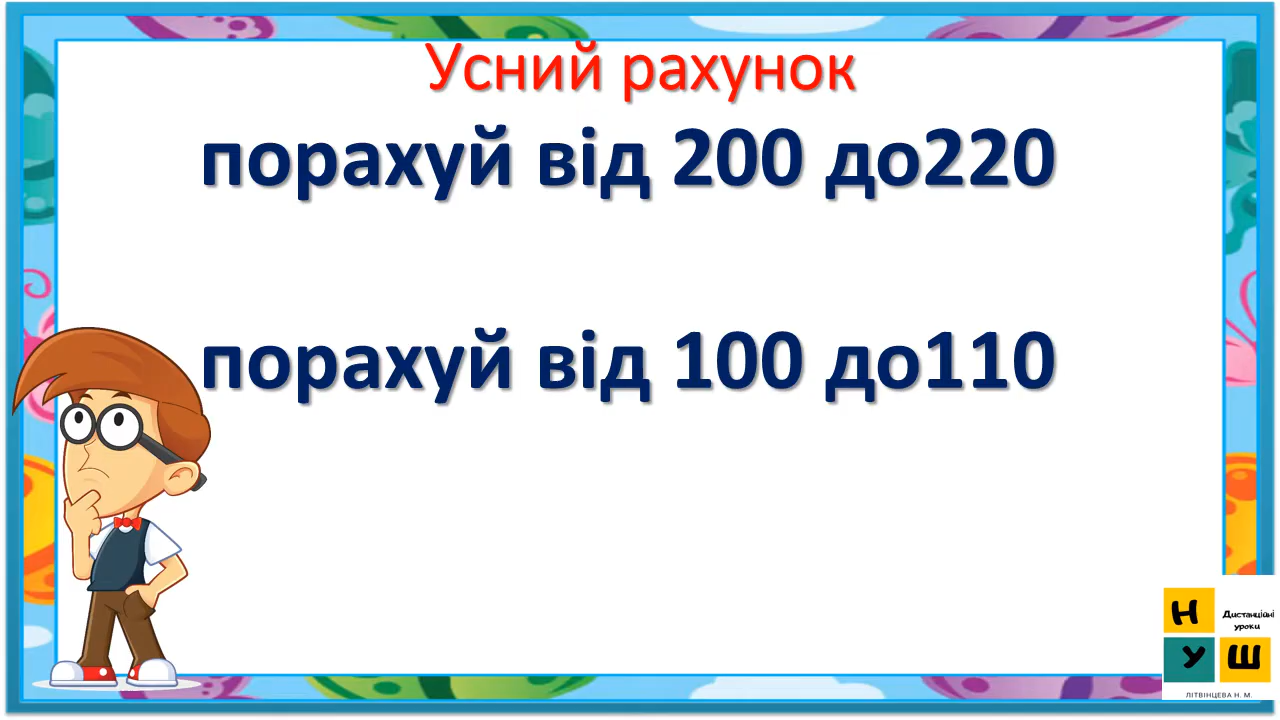 Усний рахунок
порахуй від 200 до220
порахуй від 100 до110
Н
Дистанційні
уроки
У Ш
ЛІТВІНЦЕВА Н. М.